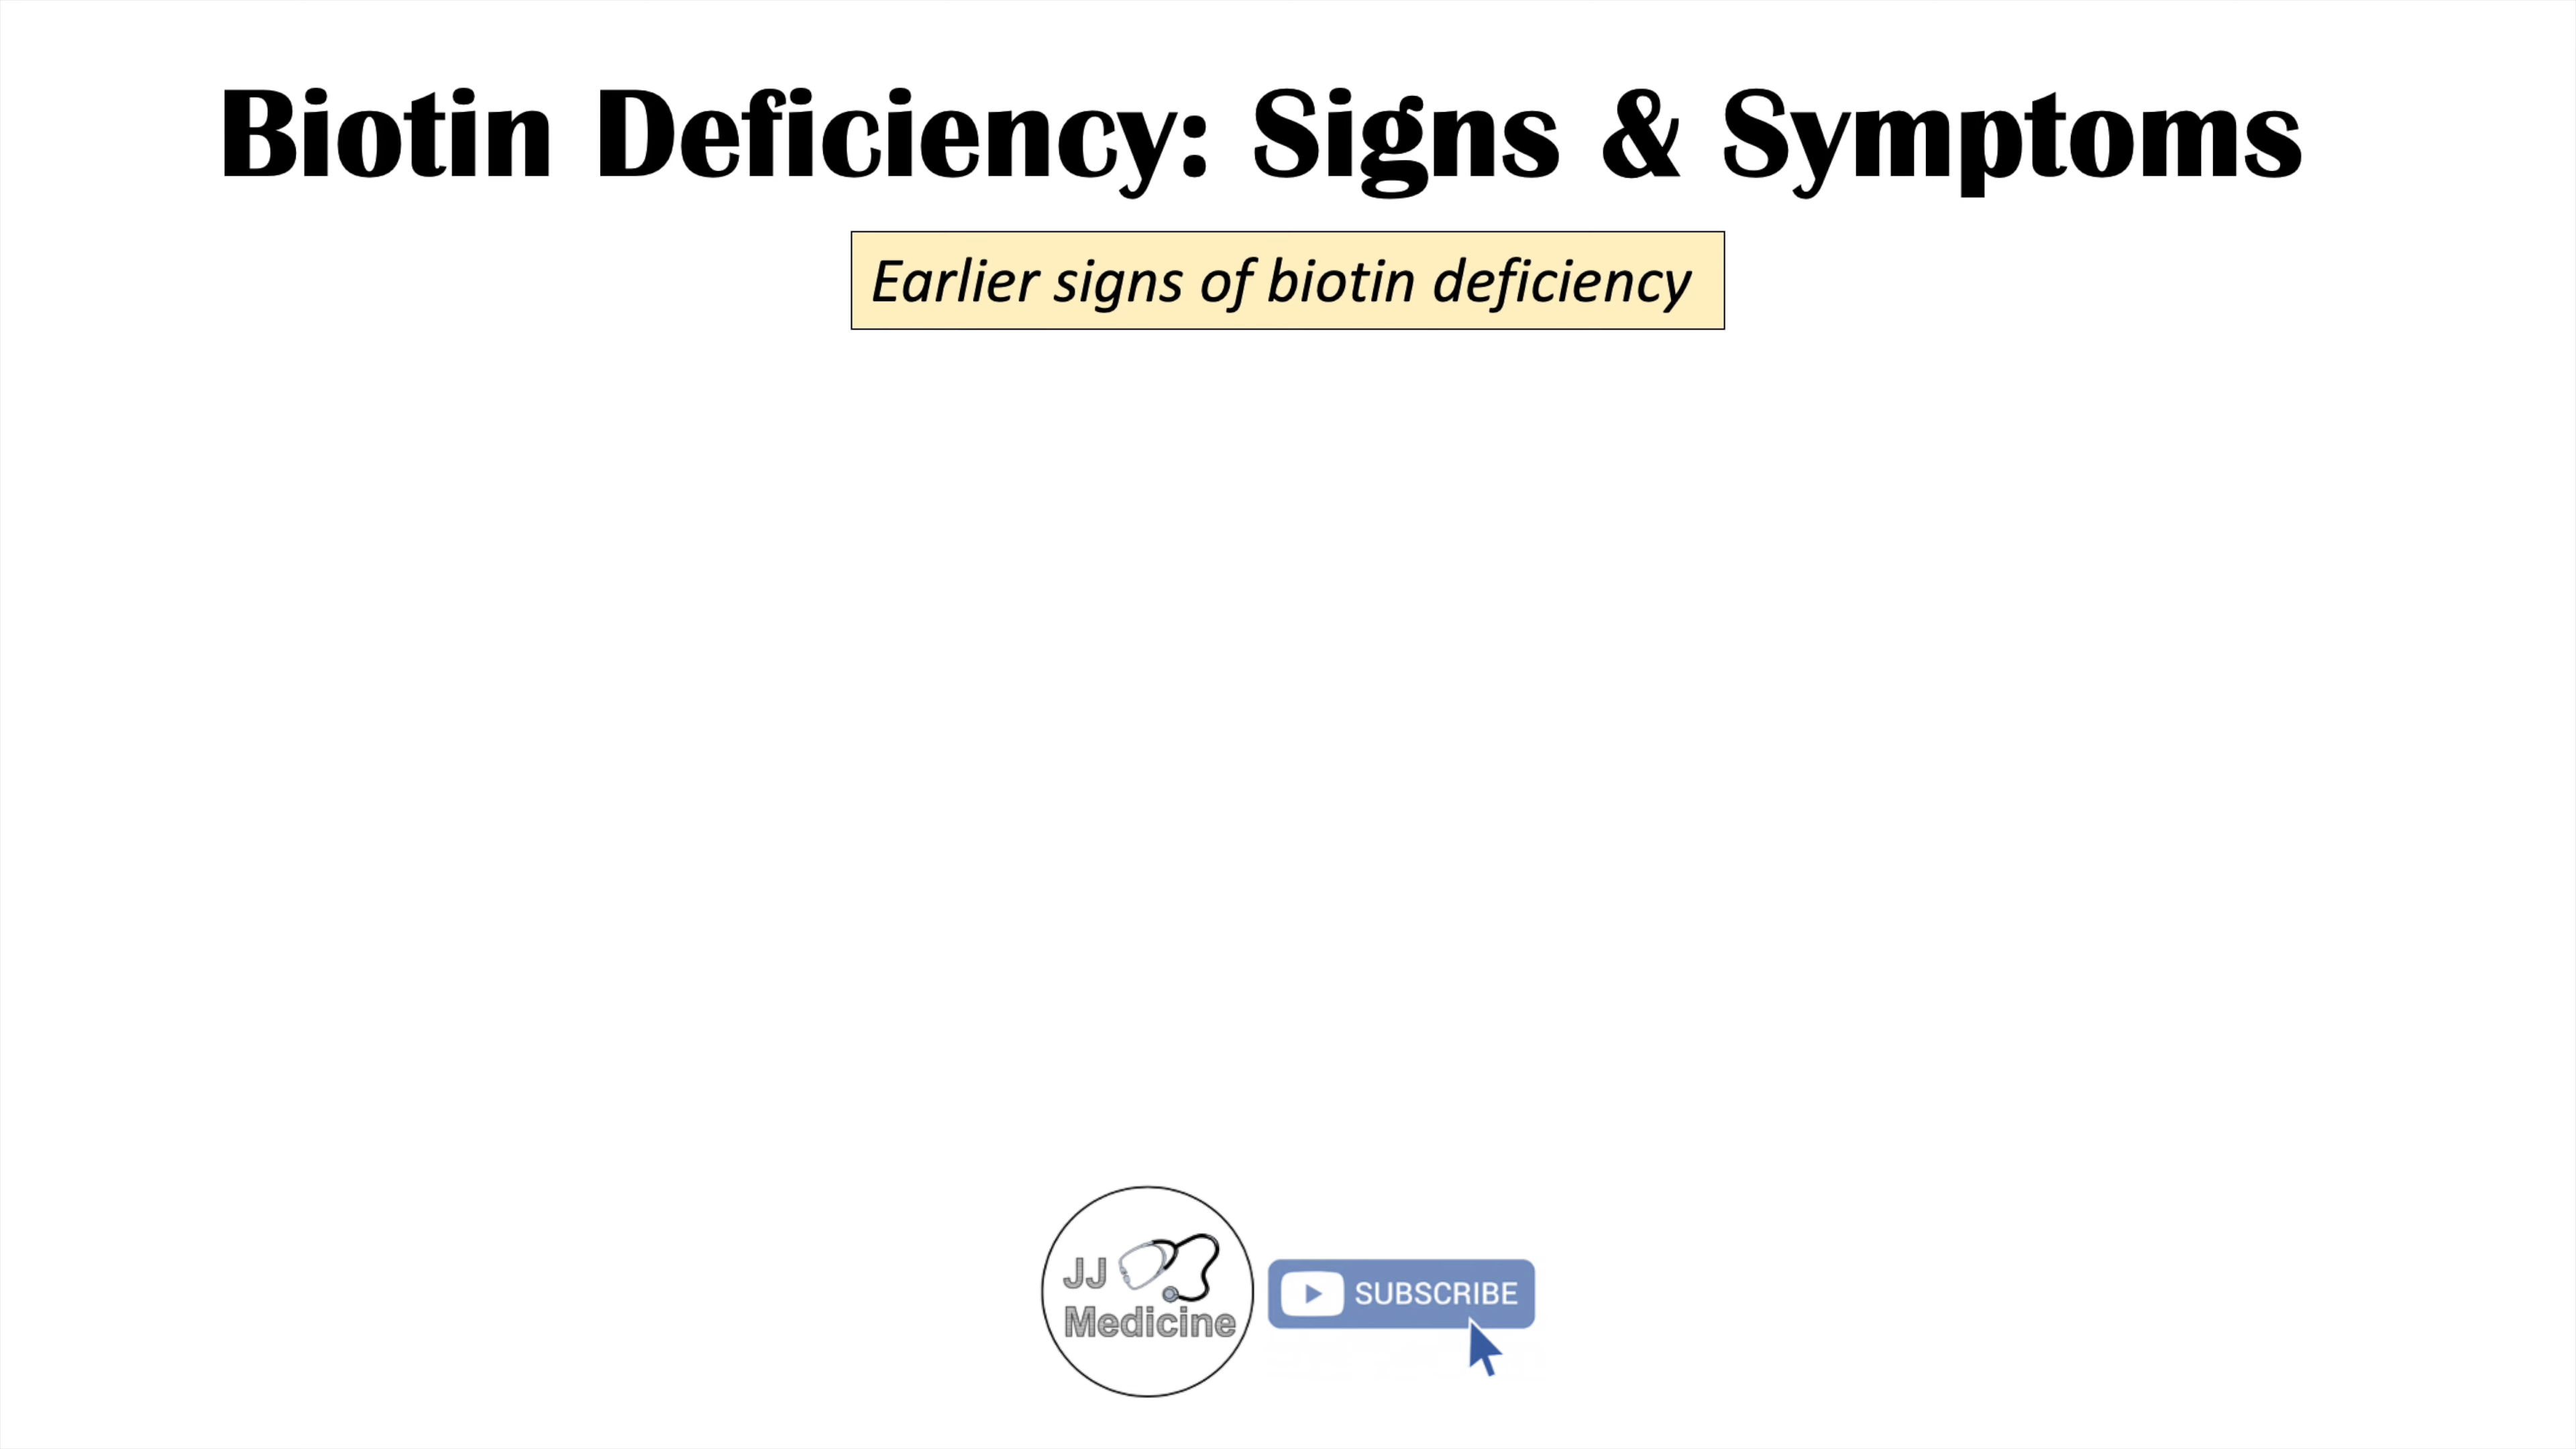 Biotin Deficiency: Signs & Symptoms
Earlier signs of biotin deficiency
JJ
Medicine
SUBSCRIBE